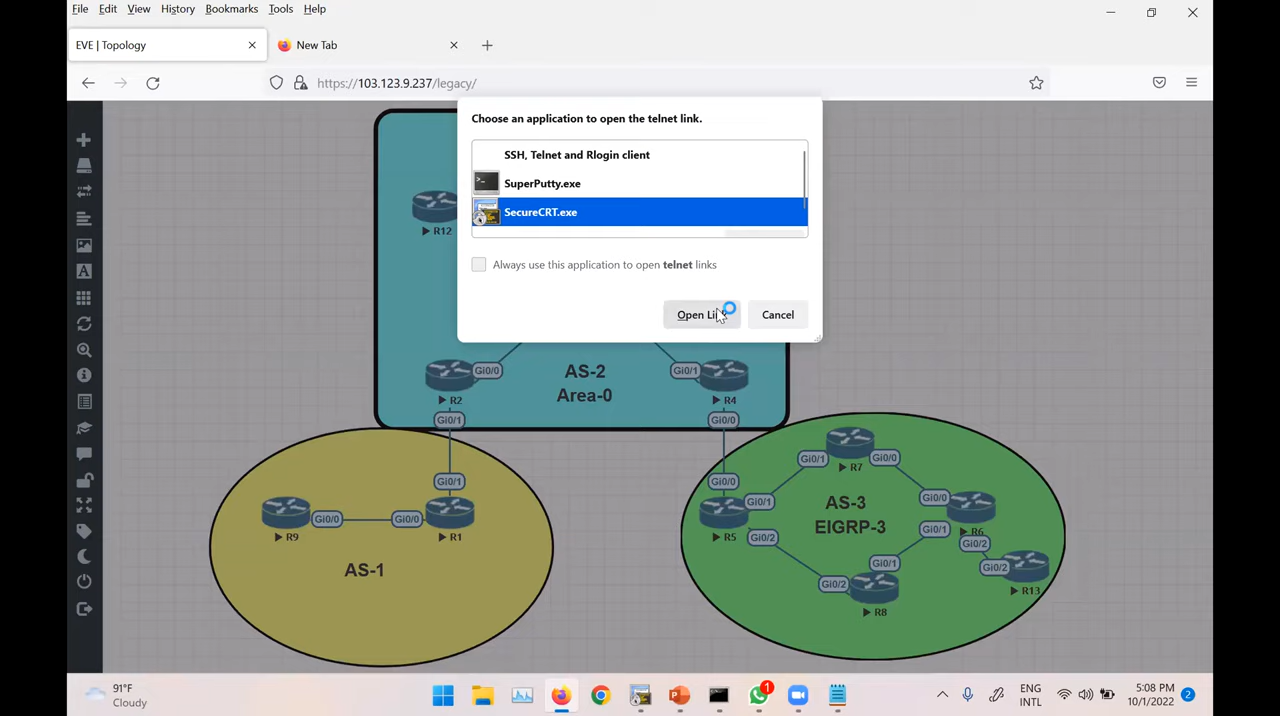 File Edit View History Bookmarks Tools Help
EVE | Topology
New Tab
https://103.123.9.237/legacy/
Choose an application to open the telnet link.
SSH, Telnet and Rlogin client
SuperPutty.exe
SecureCRT.exe
Always use this application to open telnet links
Open Li
Cancel
R12
Gi0/0
AS-2
Area-0
Gi0/1
R2
R4
Gi0/1
Gi0/0
Gi0/1
Gi0/0
R9
Gi0/0
Gi0/0
R1
AS-1
Gi0/1
R7
Gi0/0
R5
Gi0/1
Gi0/2
AS-3
EIGRP-3
Gi0/0
R6
Gi0/1
Gi0/2
Gi0/2
R13
Gi0/1
Gi0/2
R8
91°F
Cloudy
1
ENG
INTL
5:08 PM
10/1/2022
2